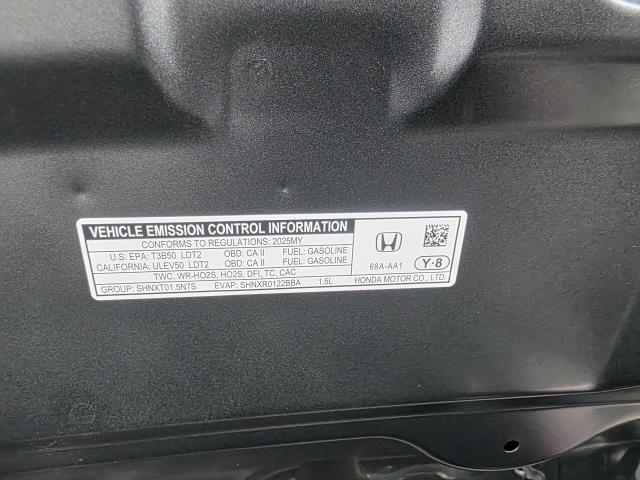 VEHICLE EMISSION CONTROL INFORMATION
CONFORMS TO REGULATIONS: 2025MY
U.S. EPA: T3B50 LDT2 OBD: CA II FUEL: GASOLINE
CALIFORNIA: ULEV50 LDT2 OBD: CA II FUEL: GASOLINE
TWC, WR-HO2S, HO2S, DFI, TC, CAC
GROUP: SHNXT01.5N7S EVAP: SHNXR0122BBA 1.5L
68A-AA1
Y-8
HONDA MOTOR CO., LTD.